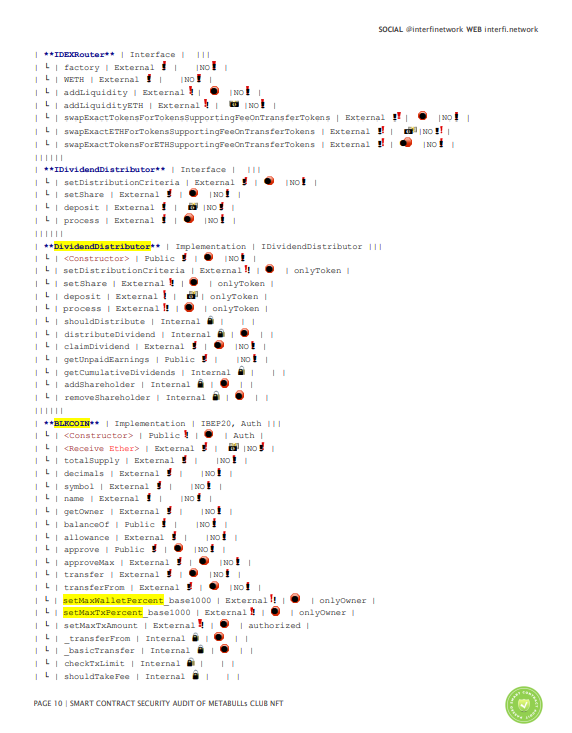 SOCIAL @interfinetwork WEB interfi.network
| **IDEXRouter** | Interface | |||
| └ | factory | External ❗️ | |NO❗️ |
| └ | WETH | External ❗️ | |NO❗️ |
| └ | addLiquidity | External ❗️ | 🛑 |NO❗️ |
| └ | addLiquidityETH | External ❗️ | 💵 |NO❗️ |
| └ | swapExactTokensForTokensSupportingFeeOnTransferTokens | External ❗️ | 🛑 |NO❗️ |
| └ | swapExactETHForTokensSupportingFeeOnTransferTokens | External ❗️ | 💵 |NO❗️ |
| └ | swapExactTokensForETHSupportingFeeOnTransferTokens | External ❗️ | 🛑 |NO❗️ |
||||||
| **IDividendDistributor** | Interface | |||
| └ | setDistributionCriteria | External ❗️ | 🛑 |NO❗️ |
| └ | setShare | External ❗️ | 🛑 |NO❗️ |
| └ | deposit | External ❗️ | 💵 |NO❗️ |
| └ | process | External ❗️ | 🛑 |NO❗️ |
||||||
| **DividendDistributor** | Implementation | IDividendDistributor |||
| └ | <Constructor> | Public ❗️ | 🛑 |NO❗️ |
| └ | setDistributionCriteria | External ❗️ | 🛑 | onlyToken |
| └ | setShare | External ❗️ | 🛑 | onlyToken |
| └ | deposit | External ❗️ | 💵 | onlyToken |
| └ | process | External ❗️ | 🛑 | onlyToken |
| └ | shouldDistribute | Internal 🔒 | | |
| └ | distributeDividend | Internal 🔒 | 🛑 | |
| └ | claimDividend | External ❗️ | 🛑 |NO❗️ |
| └ | getUnpaidEarnings | Public ❗️ | |NO❗️ |
| └ | getCumulativeDividends | Internal 🔒 | | |
| └ | addShareholder | Internal 🔒 | 🛑 | |
| └ | removeShareholder | Internal 🔒 | 🛑 | |
||||||
| **BLKCOIN** | Implementation | IBEP20, Auth |||
| └ | <Constructor> | Public ❗️ | 🛑 | Auth |
| └ | <Receive Ether> | External ❗️ | 💵 |NO❗️ |
| └ | totalSupply | External ❗️ | |NO❗️ |
| └ | decimals | External ❗️ | |NO❗️ |
| └ | symbol | External ❗️ | |NO❗️ |
| └ | name | External ❗️ | |NO❗️ |
| └ | getOwner | External ❗️ | |NO❗️ |
| └ | balanceOf | Public ❗️ | |NO❗️ |
| └ | allowance | External ❗️ | |NO❗️ |
| └ | approve | Public ❗️ | 🛑 |NO❗️ |
| └ | approveMax | External ❗️ | 🛑 |NO❗️ |
| └ | transfer | External ❗️ | 🛑 |NO❗️ |
| └ | transferFrom | External ❗️ | 🛑 |NO❗️ |
| └ | setMaxWalletPercent_base1000 | External ❗️ | 🛑 | onlyOwner |
| └ | setMaxTxPercent_base1000 | External ❗️ | 🛑 | onlyOwner |
| └ | setMaxTxAmount | External ❗️ | 🛑 | authorized |
| └ | _transferFrom | Internal 🔒 | 🛑 | |
| └ | _basicTransfer | Internal 🔒 | 🛑 | |
| └ | checkTxLimit | Internal 🔒 | | |
| └ | shouldTakeFee | Internal 🔒 | | |
PAGE 10 | SMART CONTRACT SECURITY AUDIT OF METABULLs CLUB NFT